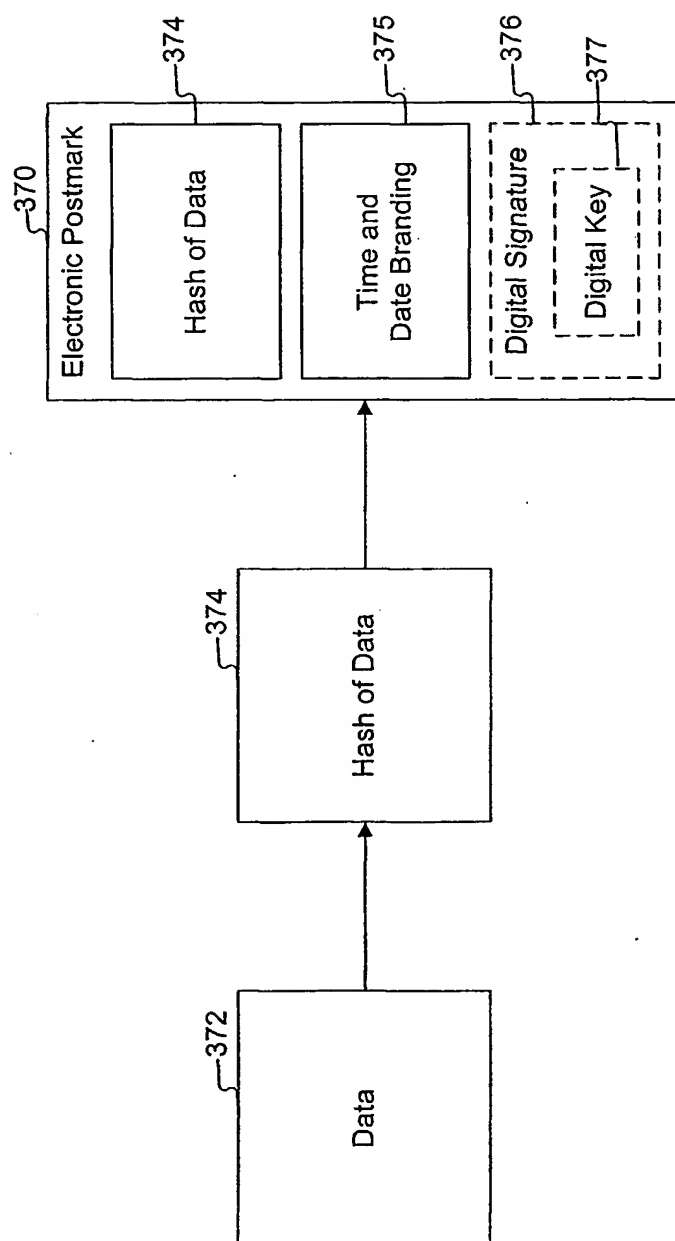 372
Data
374
Hash of Data
370
Electronic Postmark
374
Hash of Data
375
Time and
Date Branding
376
Digital Signature
377
Digital Key